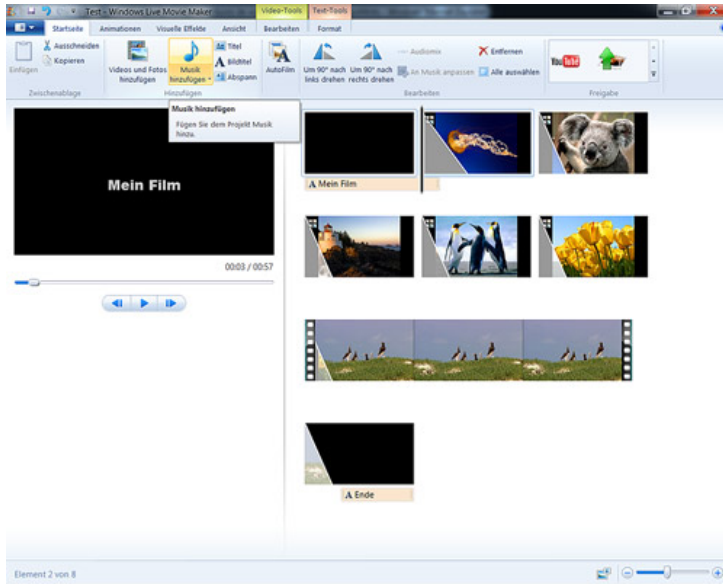 Test - Windows Live Movie Maker
Video-Tools
Text-Tools
Startseite
Animationen
Visuelle Effekte
Ansicht
Bearbeiten
Format
Einfügen
Ausschneiden
Kopieren
Zwischenablage
Videos und Fotos
hinzufügen
Musik
hinzufügen
Titel
Bildtitel
Abspann
Hinzufügen
AutoFilm
Um 90° nach
links drehen
Um 90° nach
rechts drehen
Audiomix
An Musik anpassen
Entfernen
Alle auswählen
Bearbeiten
You Tube
Freigabe
Musik hinzufügen
Fügen Sie dem Projekt Musik
hinzu.
Mein Film
00:03 / 00:57
A Mein Film
A Ende
Element 2 von 8